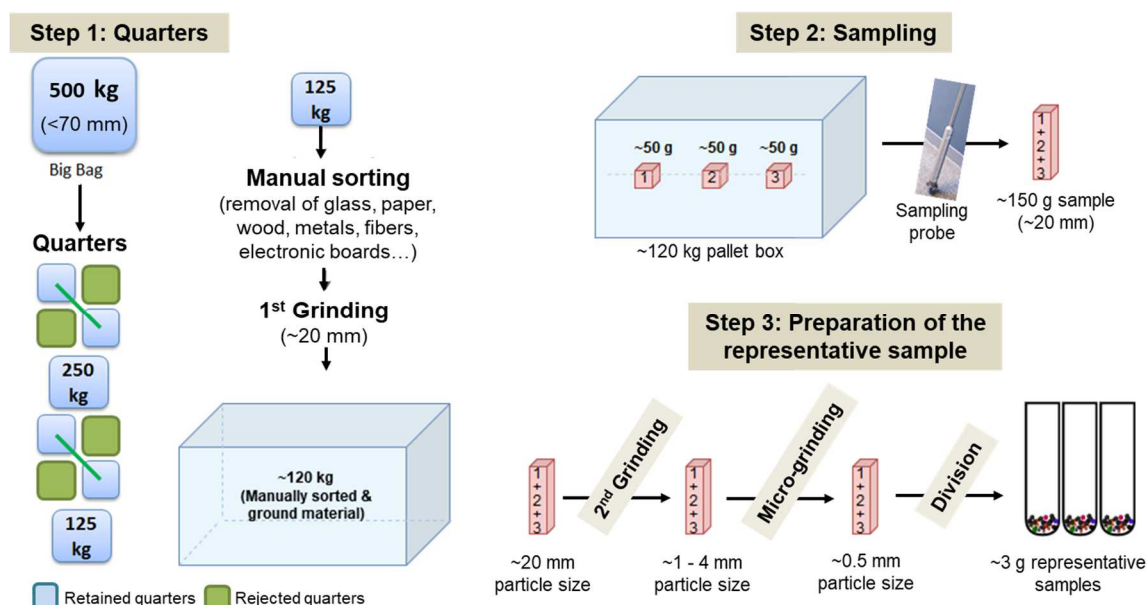 Step 1: Quarters
500 kg
(<70 mm)
Big Bag
Quarters
250
kg
125
kg
Retained quarters
Rejected quarters
125
kg
Manual sorting
(removal of glass, paper,
wood, metals, fibers,
electronic boards…)
1st Grinding
(~20 mm)
~120 kg
(Manually sorted &
ground material)
Step 2: Sampling
~50 g
~50 g
~50 g
1
2
3
~120 kg pallet box
Sampling
probe
1
+
2
+
3
~150 g sample
(~20 mm)
Step 3: Preparation of the
representative sample
1
+
2
+
3
~20 mm
particle size
2nd Grinding
1
+
2
+
3
~1 - 4 mm
particle size
Micro-grinding
1
+
2
+
3
~0.5 mm
particle size
Division
~3 g representative
samples